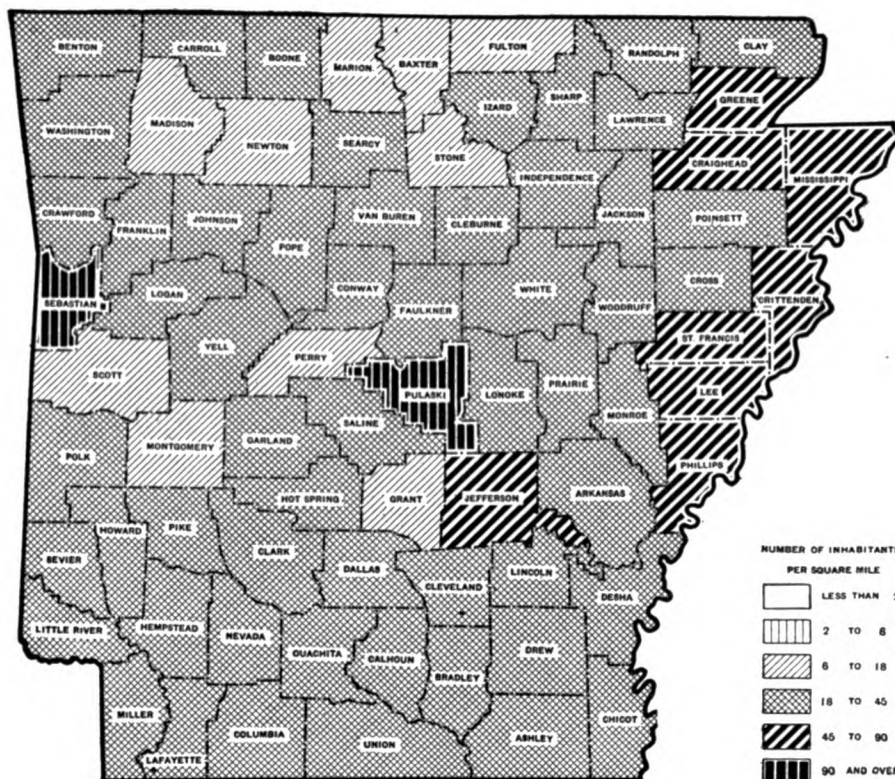 BENTON
CARROLL
BOONE
MARION
BAXTER
FULTON
RANDOLPH
CLAY
IZARD
SHARP
LAWRENCE
GREENE
WASHINGTON
MADISON
NEWTON
SEARCY
STONE
INDEPENDENCE
CRAIGHEAD
MISSISSIPPI
CRAWFORD
FRANKLIN
JOHNSON
POPE
VAN BUREN
CLEBURNE
JACKSON
POINSETT
SEBASTIAN
LOGAN
CONWAY
FAULKNER
WHITE
WOODRUFF
CROSS
CRITTENDEN
YELL
PERRY
PULASKI
LONOKE
PRAIRIE
ST. FRANCIS
LEE
MONROE
SCOTT
SALINE
POLK
MONTGOMERY
GARLAND
HOT SPRING
GRANT
JEFFERSON
ARKANSAS
PHILLIPS
HOWARD
PIKE
SEVIER
CLARK
DALLAS
CLEVELAND
LINCOLN
DESHA
LITTLE RIVER
HEMPSTEAD
NEVADA
OUACHITA
CALHOUN
BRADLEY
DREW
MILLER
LAFAYETTE
COLUMBIA
UNION
ASHLEY
CHICOT
NUMBER OF INHABITANTS
PER SQUARE MILE
LESS THAN
2 TO 6
6 TO 18
18 TO 45
45 TO 90
90 AND OVER